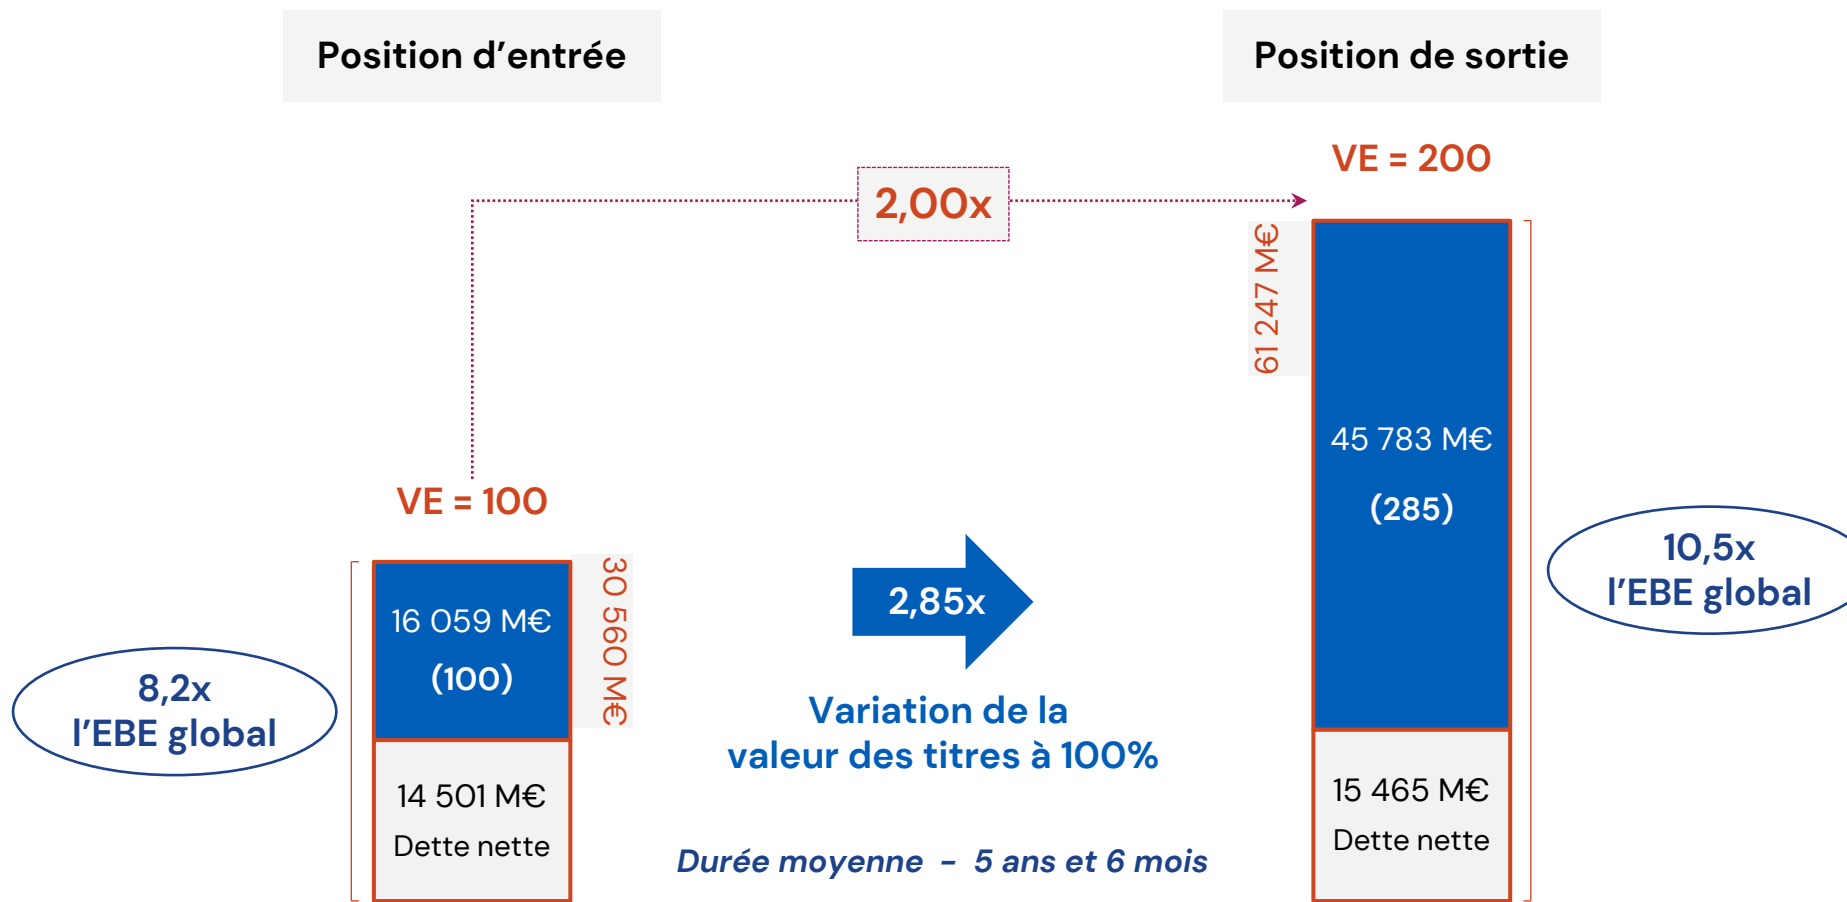 Position d’entrée
Position de sortie
VE = 200
2,00x
61 247 M€
45 783 M€
(285)
VE = 100
30 560 M€
16 059 M€
(100)
2,85x
10,5x
l’EBE global
8,2x
l’EBE global
Variation de la
valeur des titres à 100%
14 501 M€
Dette nette
15 465 M€
Dette nette
Durée moyenne - 5 ans et 6 mois